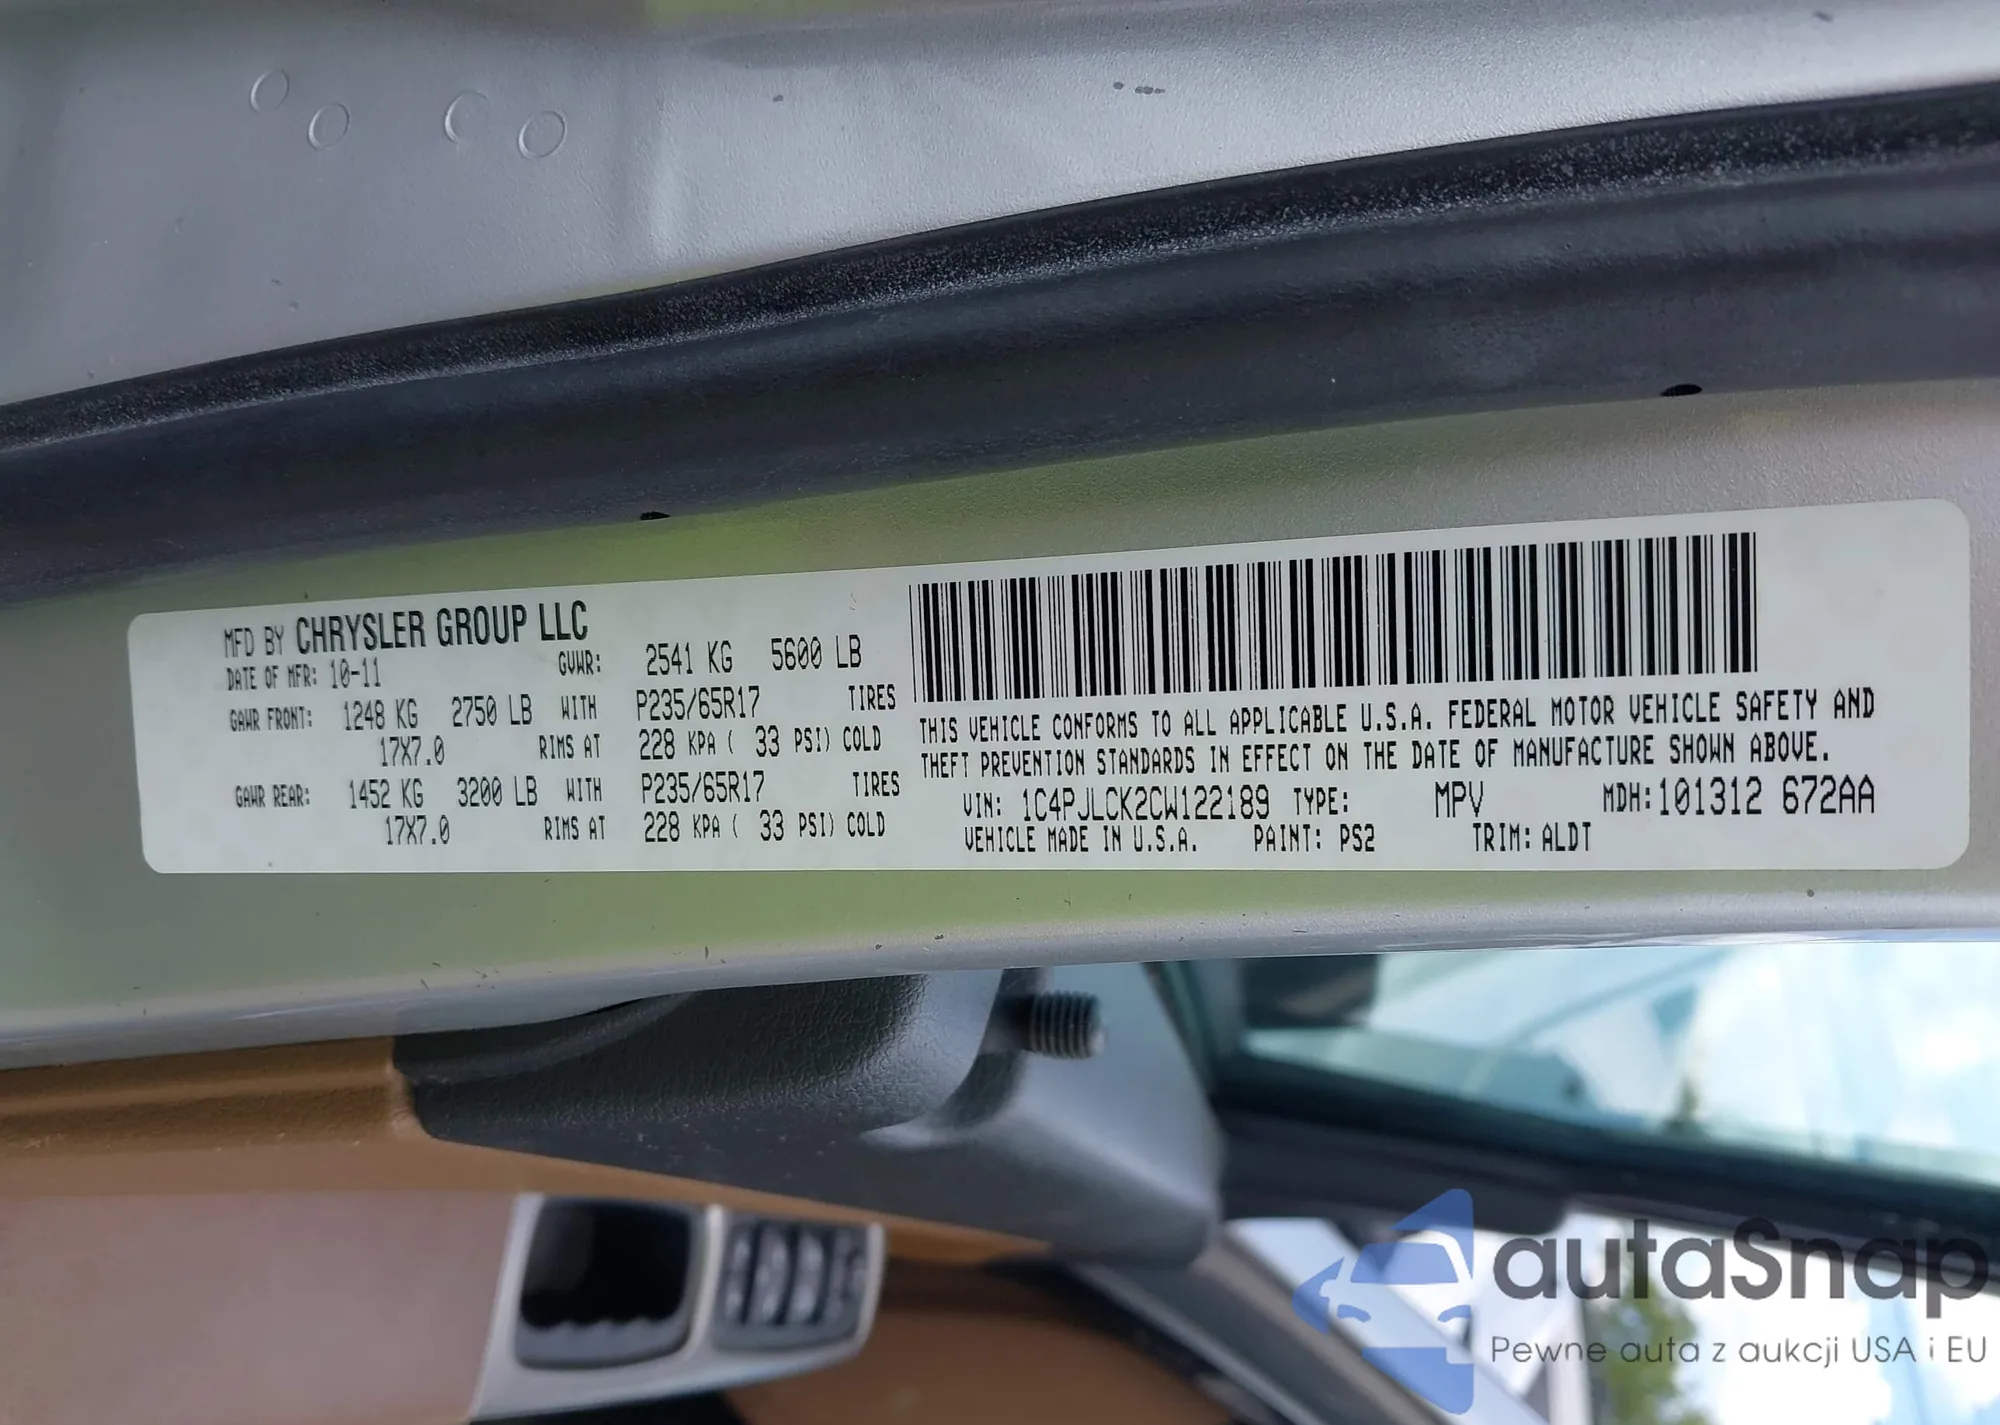 MFD BY CHRYSLER GROUP LLC
DATE OF MFR: 10-11 GVWR: 2541 KG 5600 LB
GAWR FRONT: 1248 KG 2750 LB WITH P235/65R17 TIRES
17X7.0 RIMS AT 228 KPA ( 33 PSI) COLD
GAWR REAR: 1452 KG 3200 LB WITH P235/65R17 TIRES
17X7.0 RIMS AT 228 KPA ( 33 PSI) COLD
THIS VEHICLE CONFORMS TO ALL APPLICABLE U.S.A. FEDERAL MOTOR VEHICLE SAFETY AND
THEFT PREVENTION STANDARDS IN EFFECT ON THE DATE OF MANUFACTURE SHOWN ABOVE.
VIN: 1C4PJLCK2CW122189 TYPE: MPV MDH:101312 672AA
VEHICLE MADE IN U.S.A. PAINT: PS2 TRIM: ALDT
autaSnap
Pewne auta z aukcji USA i EU